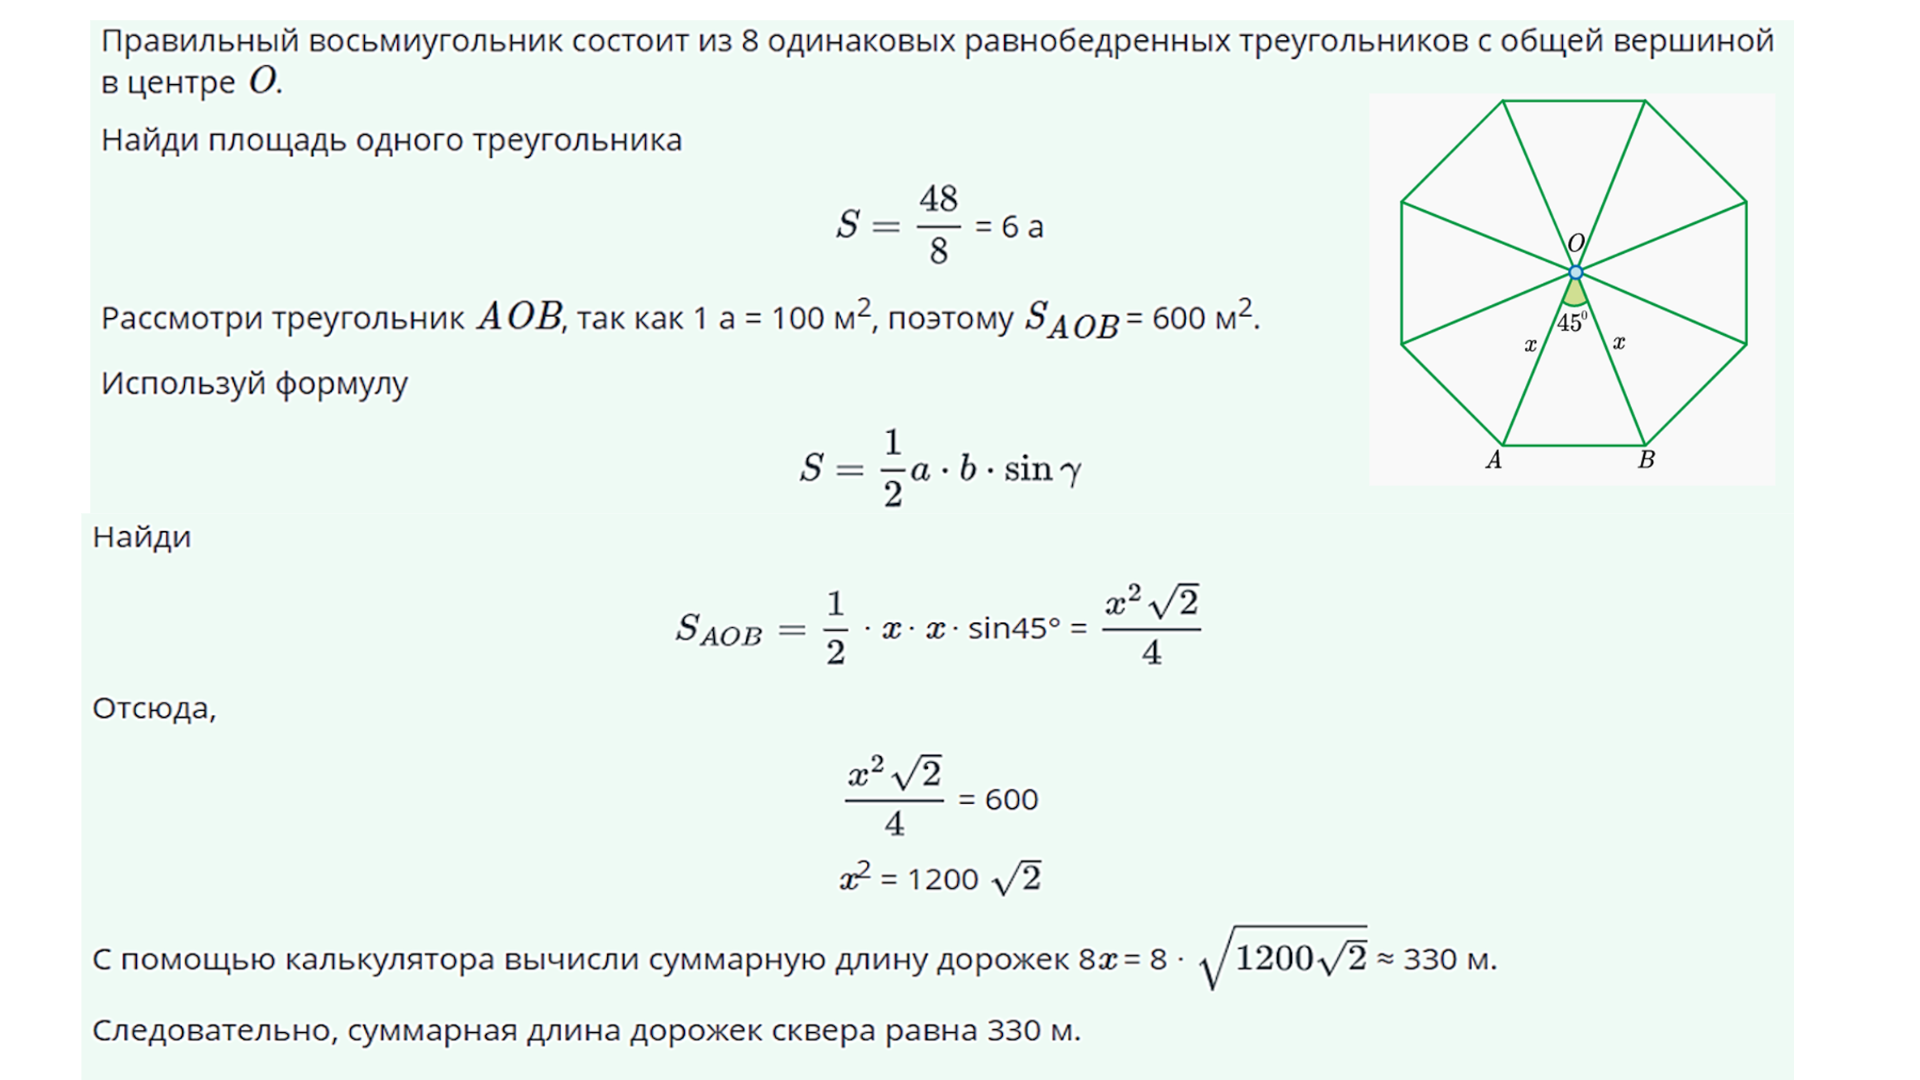 Правильный восьмиугольник состоит из 8 одинаковых равнобедренных треугольников с общей вершиной
в центре O.
Найди площадь одного треугольника
S = 48/8 = 6 а
Рассмотри треугольник AOB, так как 1 а = 100 м², поэтому S_AOB = 600 м².
Используй формулу
S = 1/2 a · b · sin γ
O
45⁰
x x
A B
Найди
S_AOB = 1/2 · x · x · sin45° = x²√2/4
Отсюда,
x²√2/4 = 600
x² = 1200 √2
С помощью калькулятора вычисли суммарную длину дорожек 8x = 8 · √(1200√2) ≈ 330 м.
Следовательно, суммарная длина дорожек сквера равна 330 м.